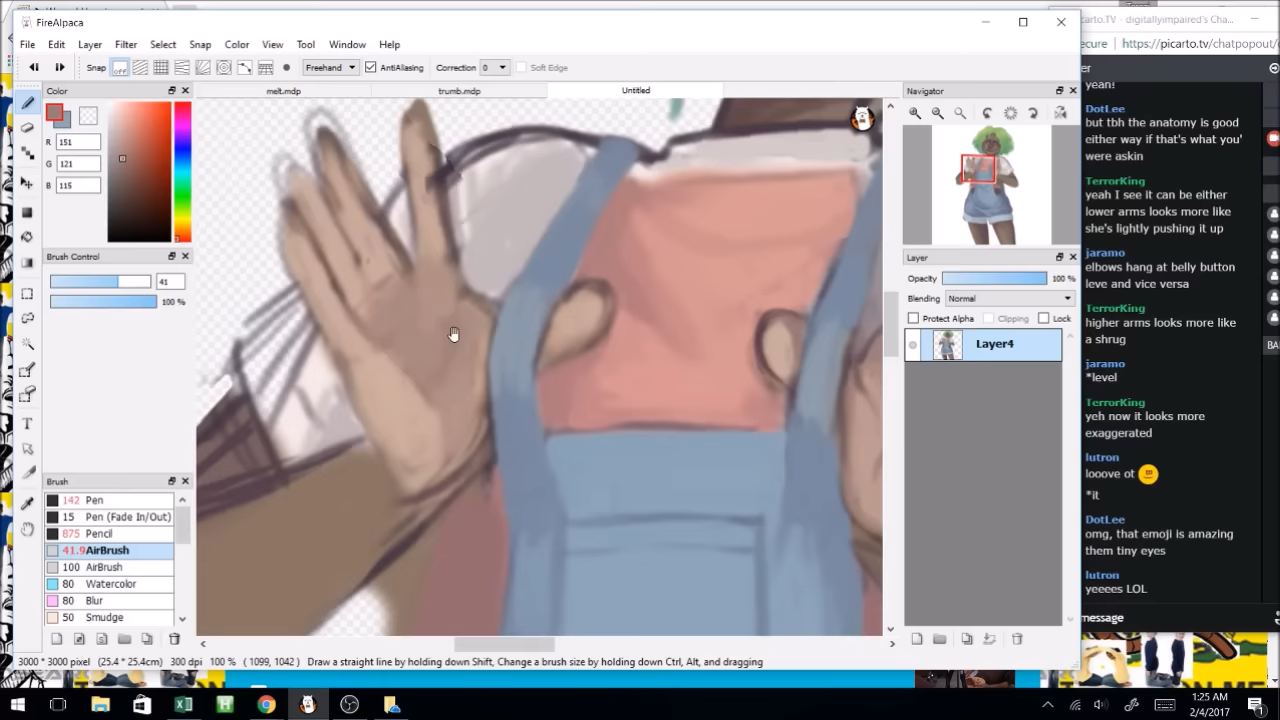 FireAlpaca
arto.TV - digitallyimpaired's Cha...
File Edit Layer Filter Select Snap Color View Tool Window Help
ecure https://picarto.tv/chatpopout/
Snap off Freehand AntiAliasing Correction 0 Soft Edge
er
Color melt.mdp trumb.mdp Untitled Navigator
R 151
G 121
B 115
Brush Control
41
100 %
Layer
Opacity
Blending Normal
Protect Alpha Clipping Lock
Layer4
Brush
142 Pen
15 Pen (Fade In/Out)
875 Pencil
41.9 AirBrush
100 AirBrush
80 Watercolor
80 Blur
50 Smudge
yeah!
DotLee
but tbh the anatomy is good
either way if that's what you'
were askin
TerrorKing
yeah I see it can be either
lower arms looks more like
she's lightly pushing it up
jaramo
elbows hang at belly button
leve and vice versa
TerrorKing
higher arms looks more like
a shrug
jaramo
*level
TerrorKing
yeh now it looks more
exaggerated
lutron
looove ot
*it
DotLee
omg, that emoji is amazing
them tiny eyes
lutron
yeeees LOL
message
BA
3000 * 3000 pixel (25.4 * 25.4cm) 300 dpi 100 % ( 1099, 1042 ) Draw a straight line by holding down Shift, Change a brush size by holding down Ctrl, Alt, and dragging
1:25 AM
2/4/2017